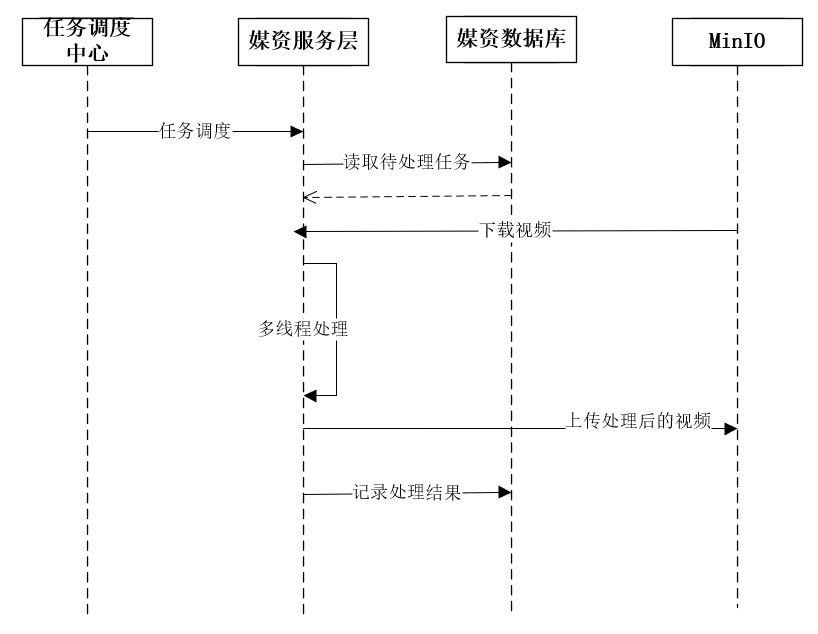 任务调度
中心
媒资服务层
媒资数据库
MinIO
任务调度
读取待处理任务
下载视频
多线程处理
上传处理后的视频
记录处理结果